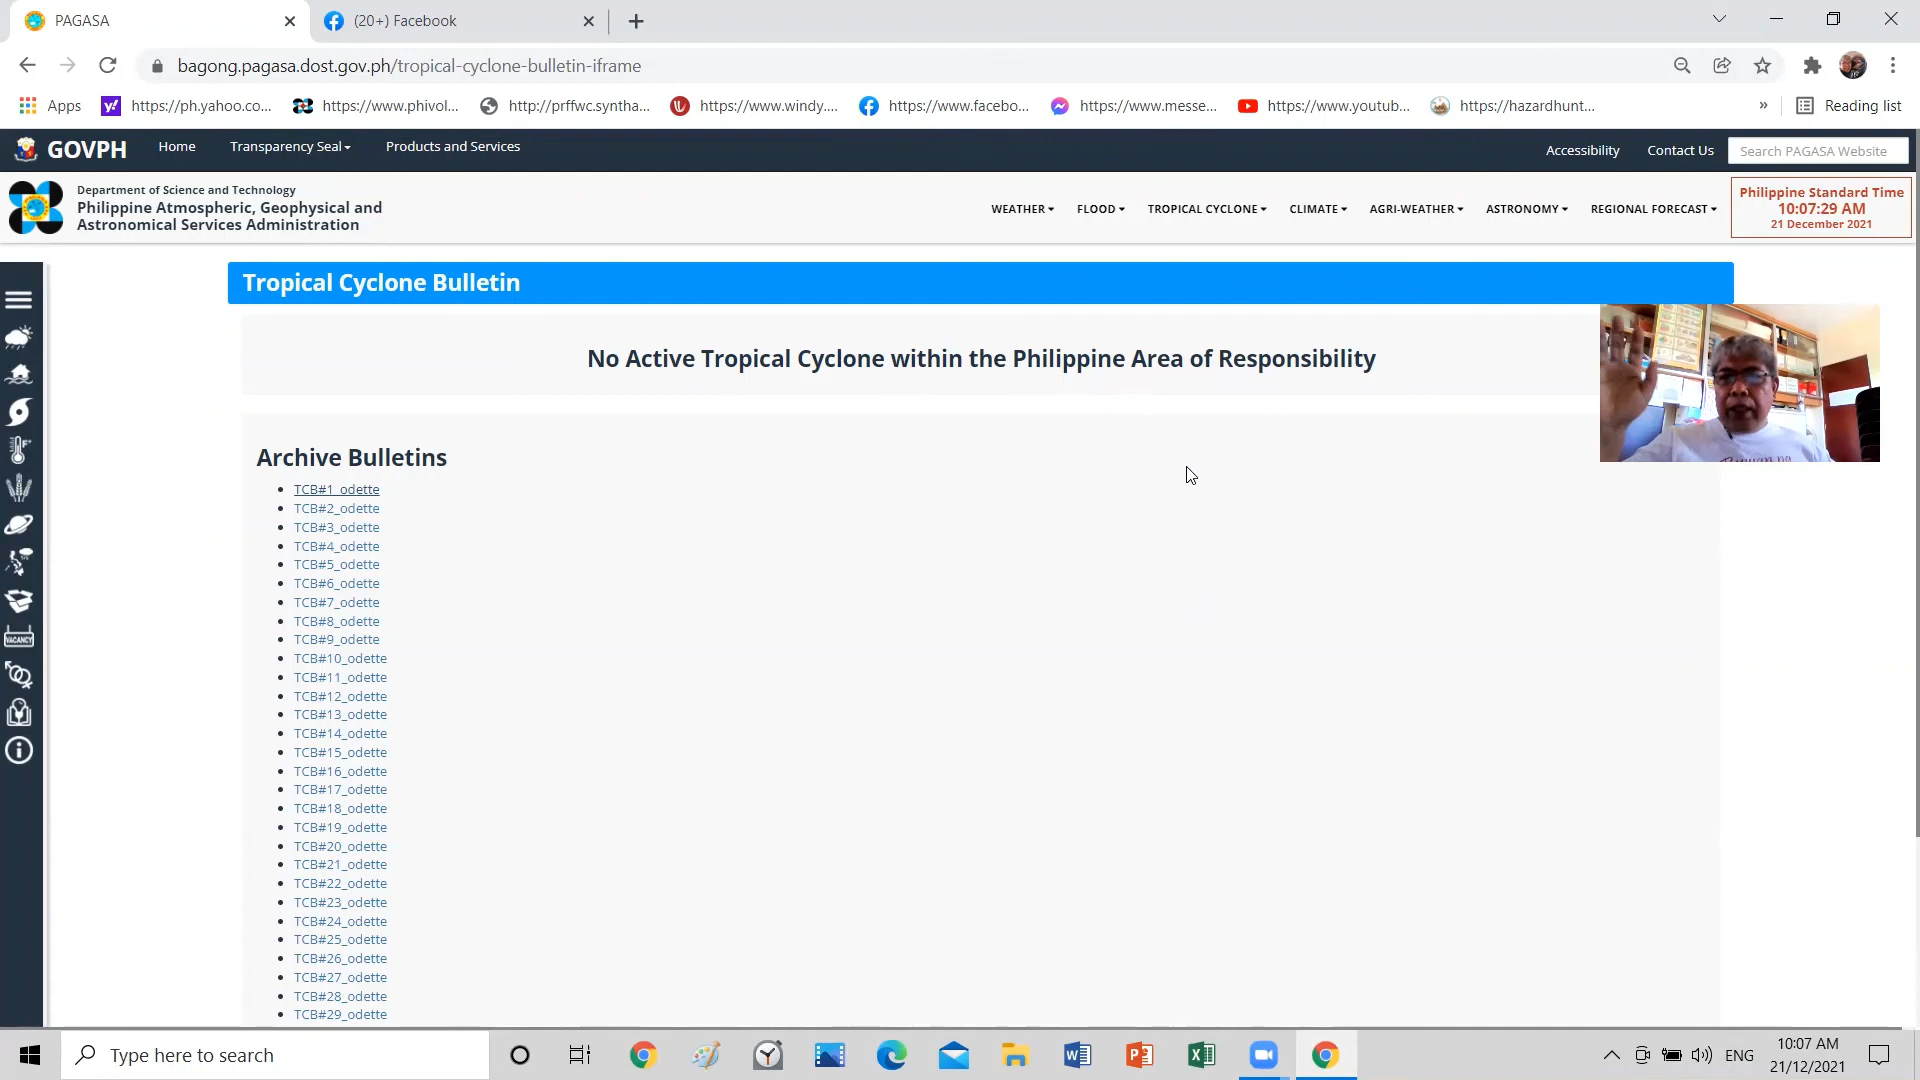 PAGASA
(20+) Facebook
bagong.pagasa.dost.gov.ph/tropical-cyclone-bulletin-iframe
Apps
https://ph.yahoo.co...
https://www.phivol...
http://prffwc.syntha...
https://www.windy....
https://www.facebo...
https://www.messe...
https://www.youtub...
https://hazardhunt...
»
Reading list
GOVPH
Home
Transparency Seal
Products and Services
Accessibility
Contact Us
Search PAGASA Website
Department of Science and Technology
Philippine Atmospheric, Geophysical and
Astronomical Services Administration
WEATHER
FLOOD
TROPICAL CYCLONE
CLIMATE
AGRI-WEATHER
ASTRONOMY
REGIONAL FORECAST
Philippine Standard Time
10:07:29 AM
21 December 2021
Tropical Cyclone Bulletin
No Active Tropical Cyclone within the Philippine Area of Responsibility
Archive Bulletins
TCB#1_odette
TCB#2_odette
TCB#3_odette
TCB#4_odette
TCB#5_odette
TCB#6_odette
TCB#7_odette
TCB#8_odette
TCB#9_odette
TCB#10_odette
TCB#11_odette
TCB#12_odette
TCB#13_odette
TCB#14_odette
TCB#15_odette
TCB#16_odette
TCB#17_odette
TCB#18_odette
TCB#19_odette
TCB#20_odette
TCB#21_odette
TCB#22_odette
TCB#23_odette
TCB#24_odette
TCB#25_odette
TCB#26_odette
TCB#27_odette
TCB#28_odette
TCB#29_odette
VACANCY
Type here to search
ENG
10:07 AM
21/12/2021